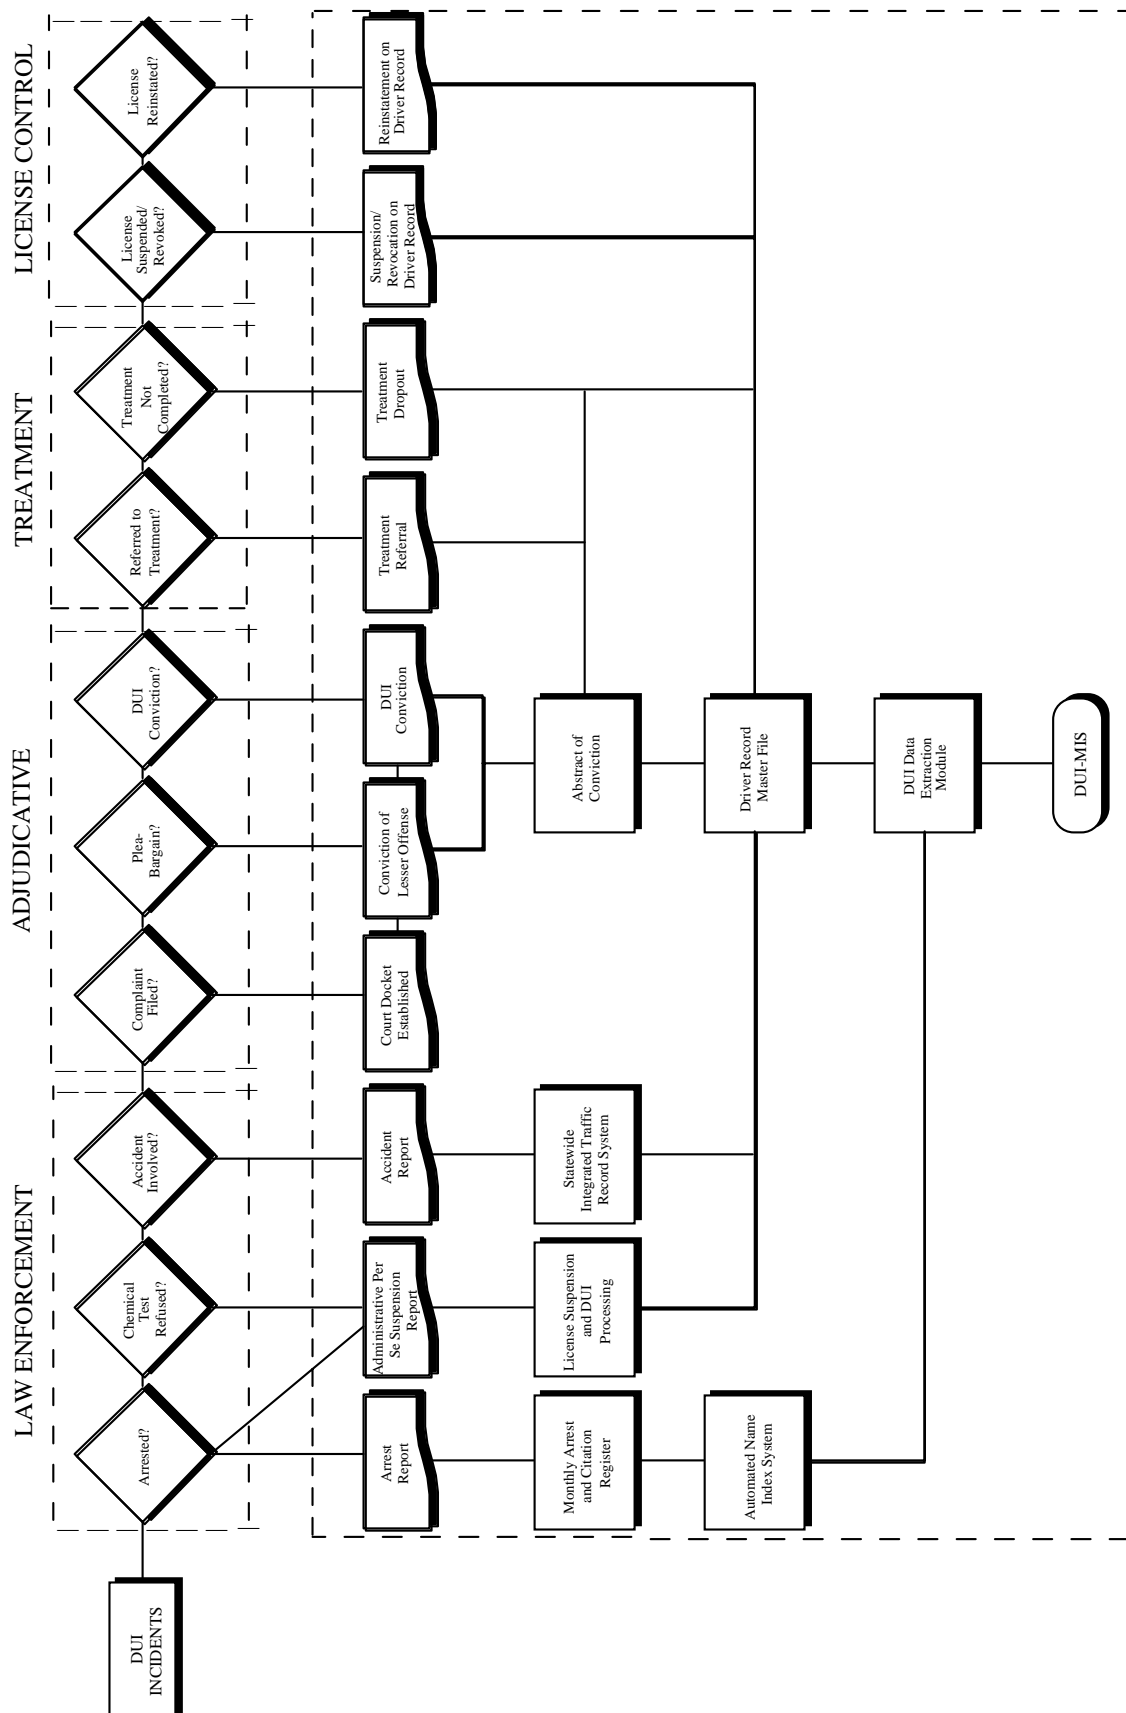 LAW ENFORCEMENT
ADJUDICATIVE
TREATMENT
LICENSE CONTROL
DUI
INCIDENTS
Arrested?
Chemical
Test
Refused?
Accident
Involved?
Complaint
Filed?
Plea-
Bargain?
DUI
Conviction?
Referred to
Treatment?
Treatment
Not
Completed?
License
Suspended/
Revoked?
License
Reinstated?
Arrest
Report
Administrative Per
Se Suspension
Report
Accident
Report
Court Docket
Established
Conviction of
Lesser Offense
DUI
Conviction
Treatment
Referral
Treatment
Dropout
Suspension/
Revocation on
Driver Record
Reinstatement on
Driver Record
Monthly Arrest
and Citation
Register
License Suspension
and DUI
Processing
Statewide
Integrated Traffic
Record System
Abstract of
Conviction
Automated Name
Index System
Driver Record
Master File
DUI Data
Extraction
Module
DUI-MIS